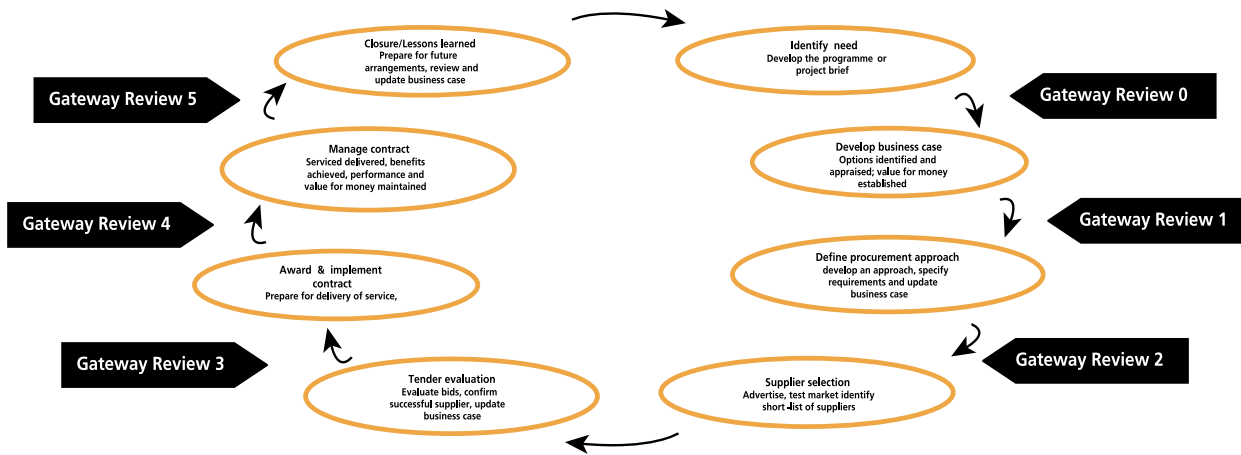 Closure/Lessons learned
Prepare for future
arrangements, review and
update business case
Identify need
Develop the programme or
project brief
Gateway Review 5
Gateway Review 0
Manage contract
Serviced delivered, benefits
achieved, performance and
value for money maintained
Develop business case
Options identified and
appraised; value for money
established
Gateway Review 4
Gateway Review 1
Award & implement
contract
Prepare for delivery of service,
Define procurement approach
develop an approach, specify
requirements and update
business case
Gateway Review 3
Gateway Review 2
Tender evaluation
Evaluate bids, confirm
successful supplier, update
business case
Supplier selection
Advertise, test market identify
short-list of suppliers